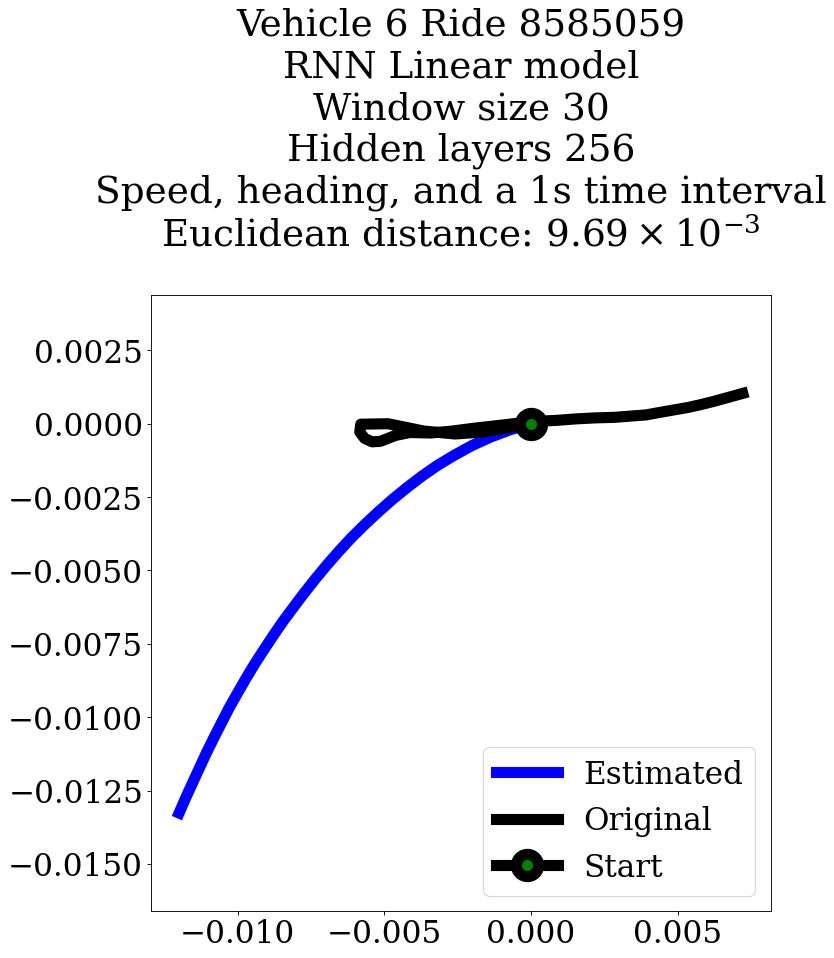 Vehicle 6 Ride 8585059
RNN Linear model
Window size 30
Hidden layers 256
Speed, heading, and a 1s time interval
Euclidean distance: 9.69 × 10⁻³
0.0025
0.0000
−0.0025
−0.0050
−0.0075
−0.0100
−0.0125
−0.0150
Estimated
Original
Start
−0.010 −0.005 0.000 0.005